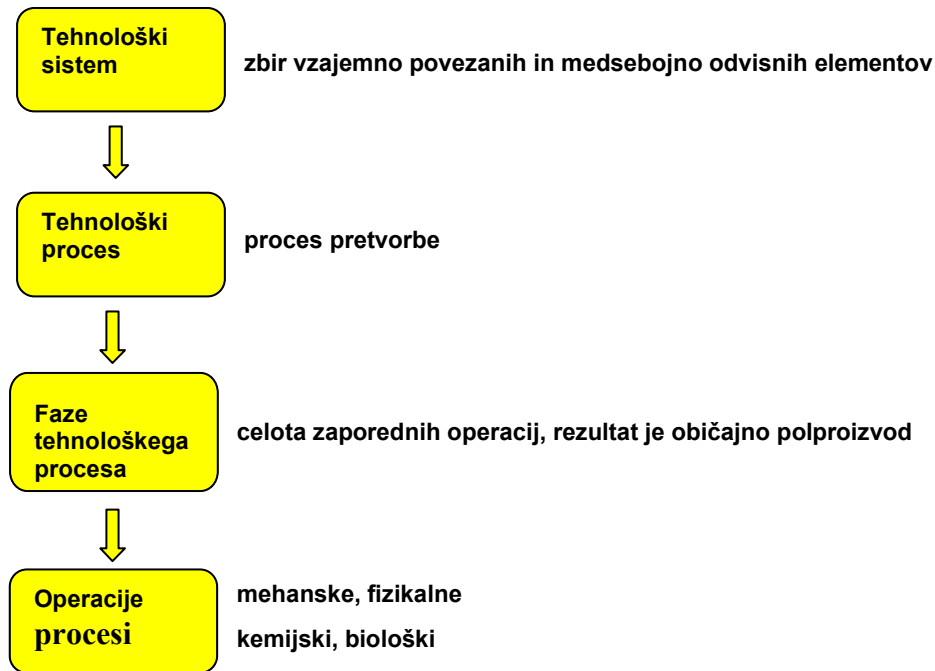 Tehnološki
sistem
zbir vzajemno povezanih in medsebojno odvisnih elementov
Tehnološki
proces
proces pretvorbe
Faze
tehnološkega
procesa
celota zaporednih operacij, rezultat je običajno polproizvod
Operacije
procesi
mehanske, fizikalne
kemijski, biološki